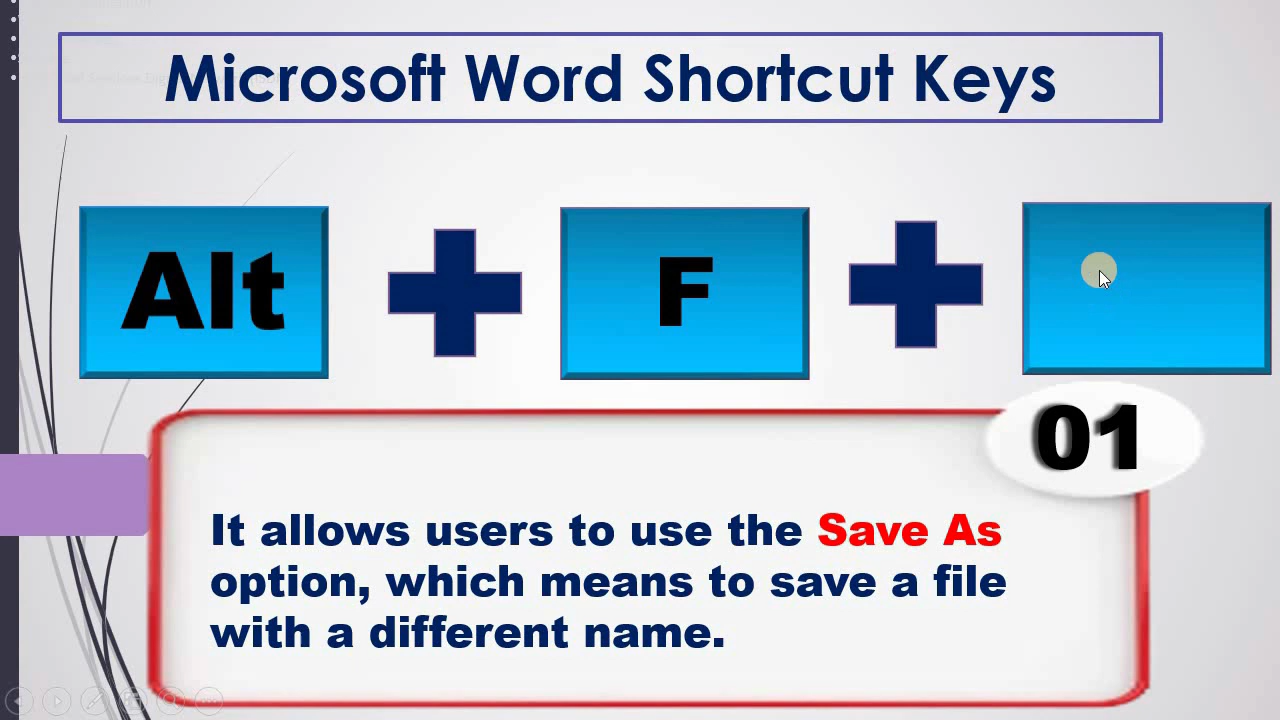 Microsoft Word Shortcut Keys
Alt
F
01
It allows users to use the Save As
option, which means to save a file
with a different name.